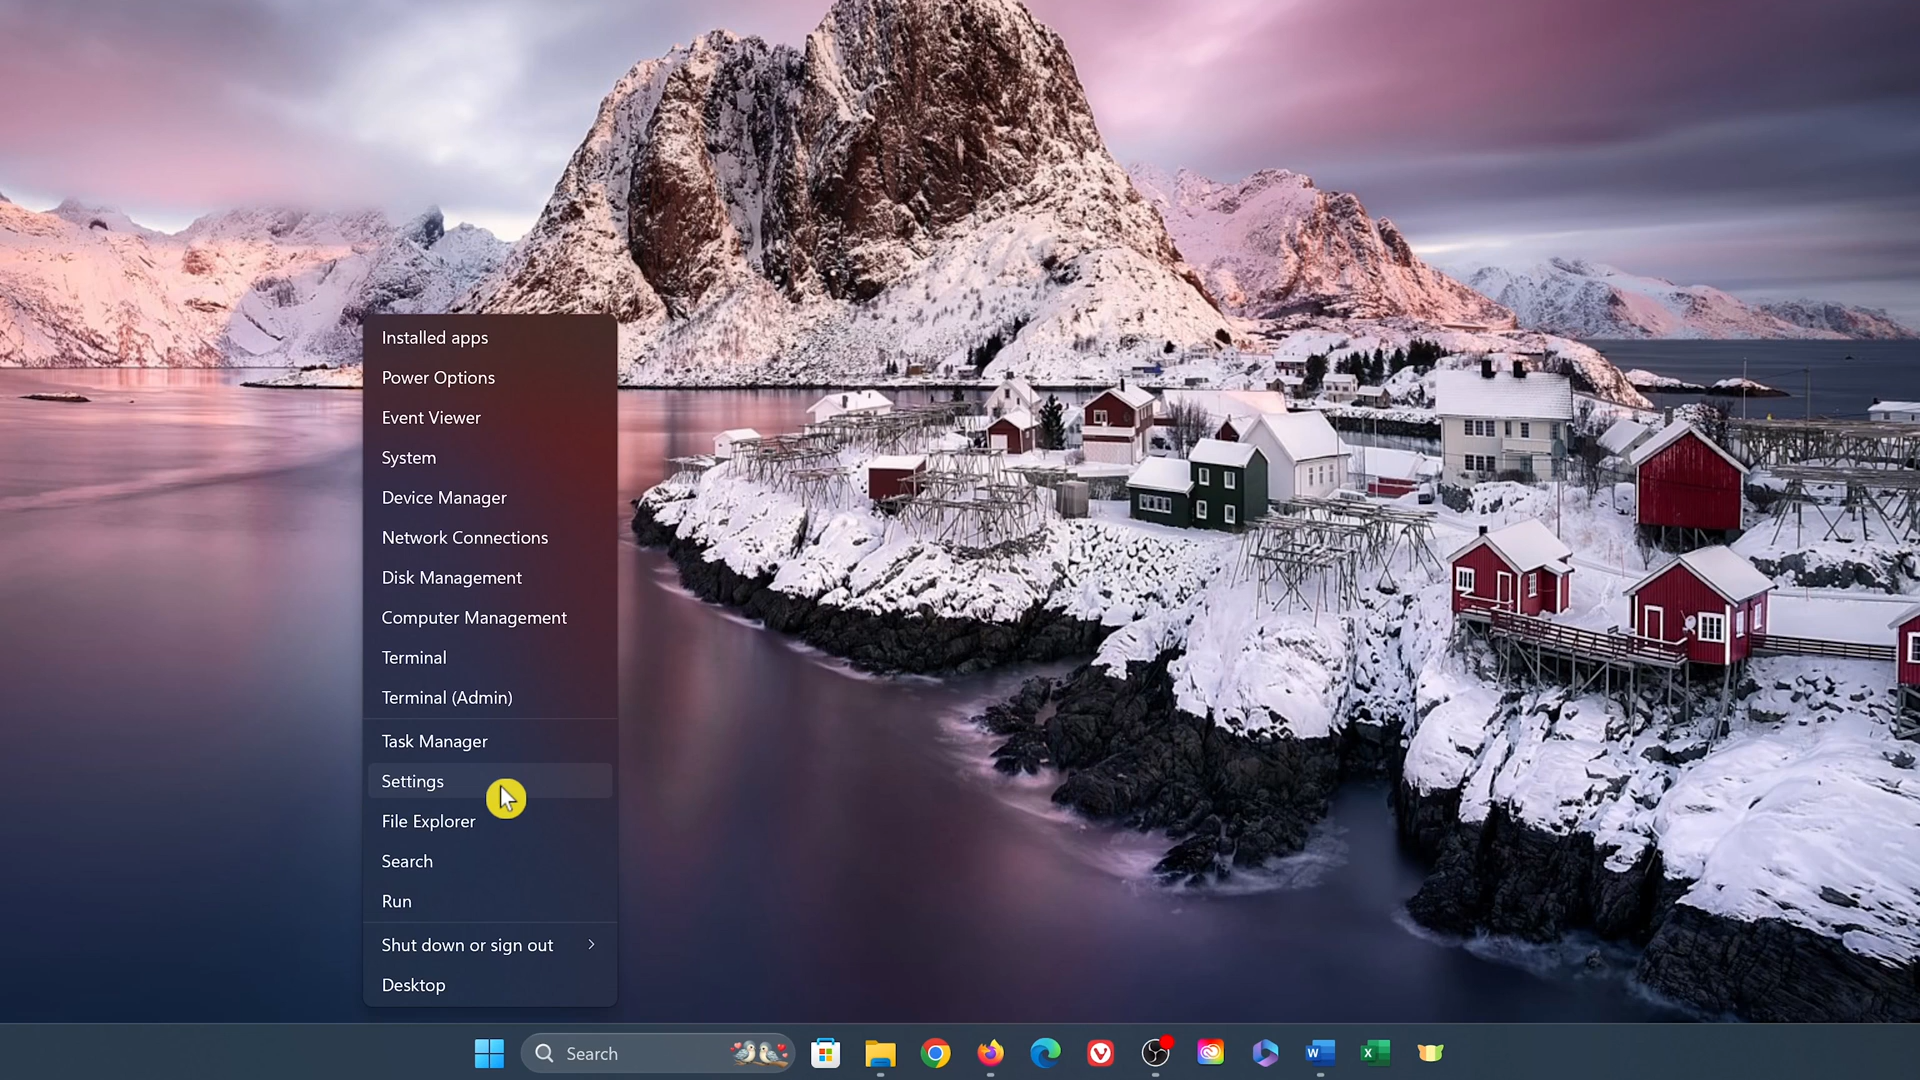 Installed apps
Power Options
Event Viewer
System
Device Manager
Network Connections
Disk Management
Computer Management
Terminal
Terminal (Admin)
Task Manager
Settings
File Explorer
Search
Run
Shut down or sign out
Desktop
Search